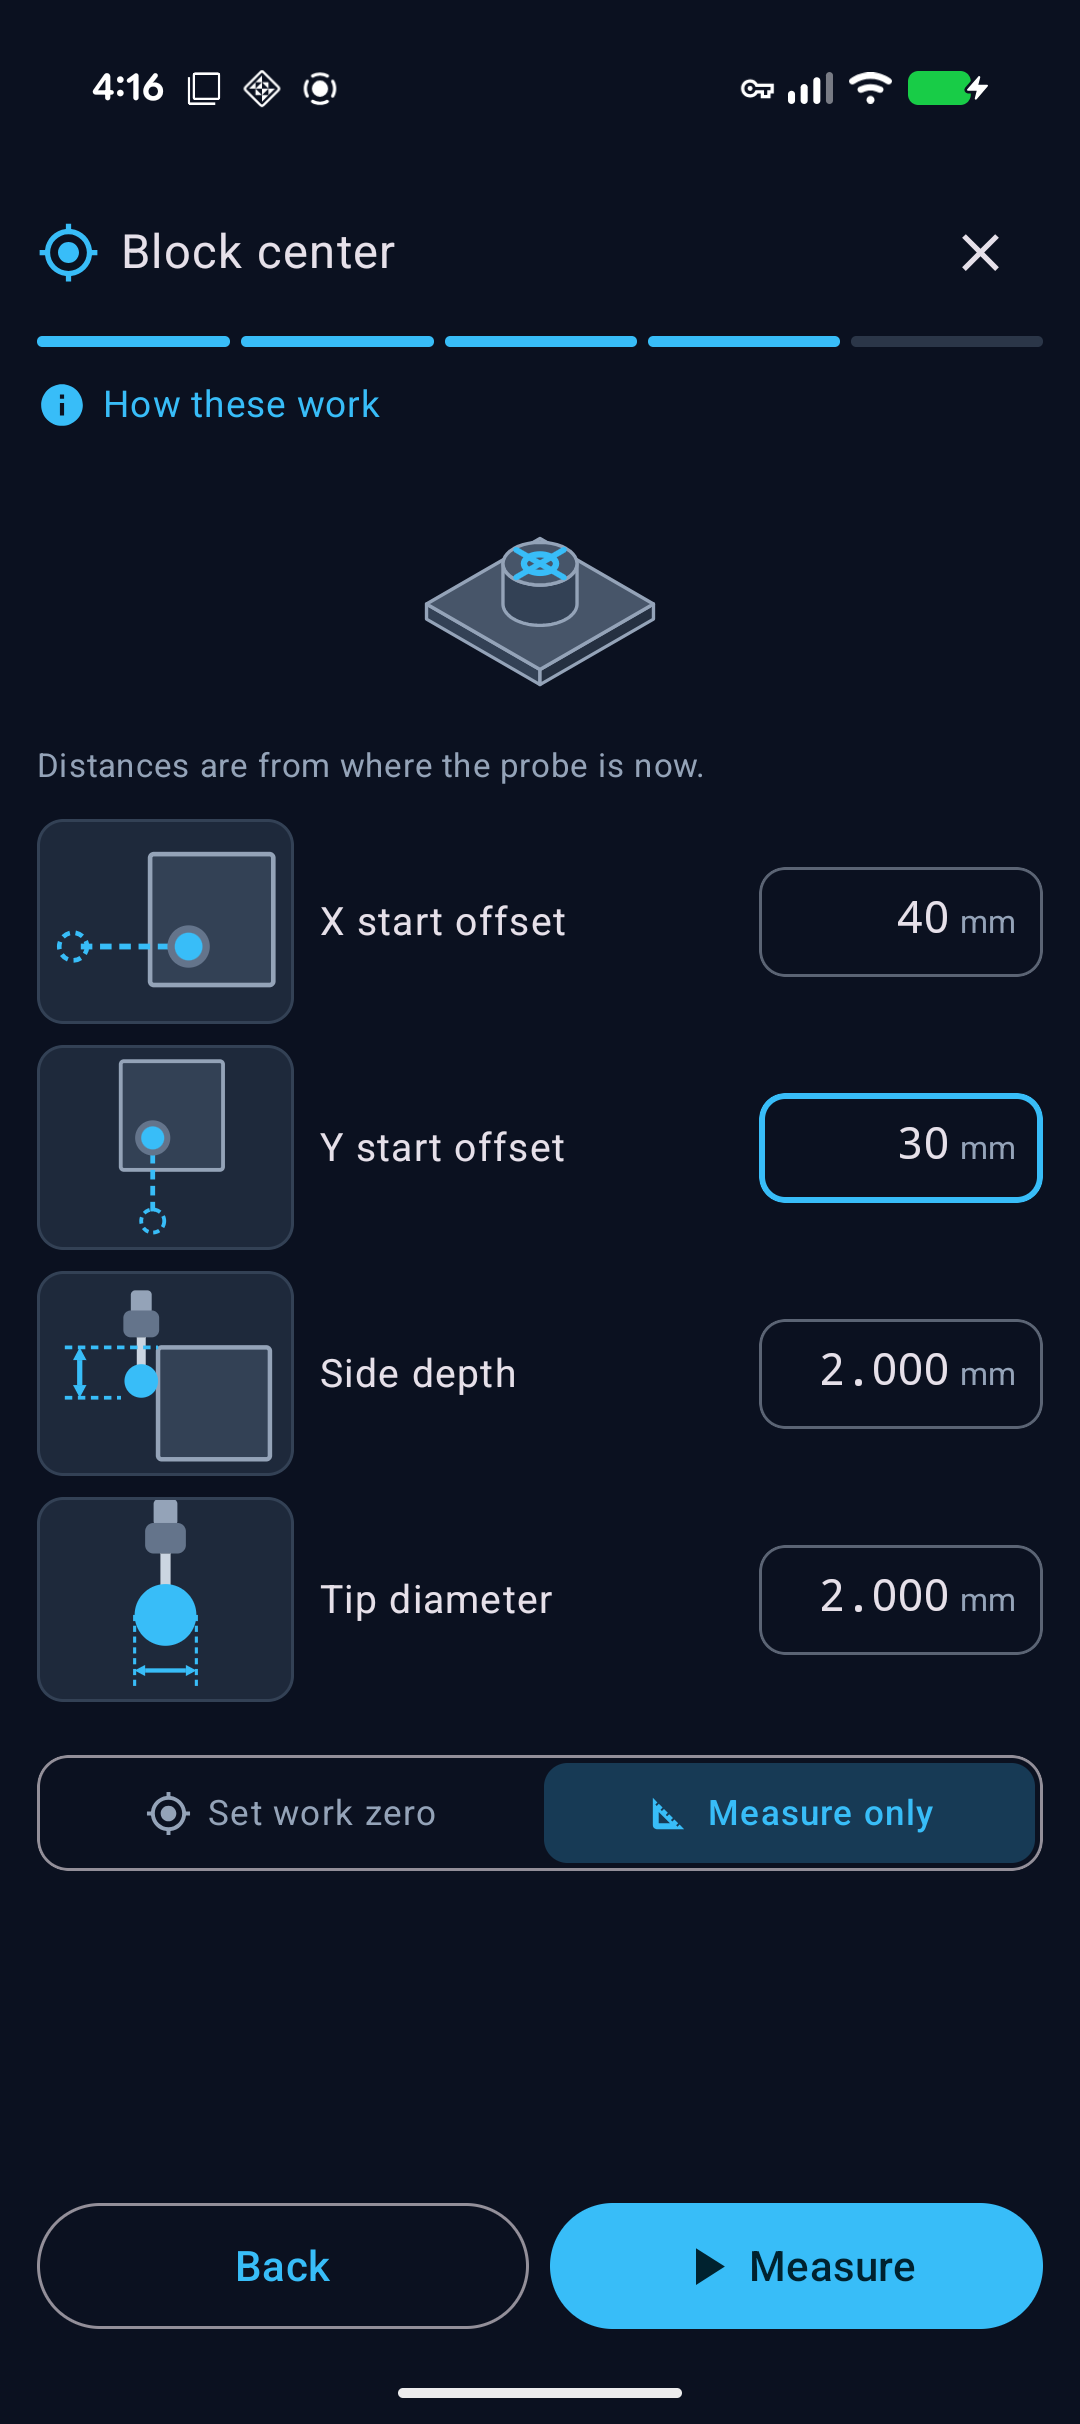 4:16
Block center
How these work
Distances are from where the probe is now.
X start offset
40 mm
Y start offset
30 mm
Side depth
2.000 mm
Tip diameter
2.000 mm
Set work zero
Measure only
Back
Measure